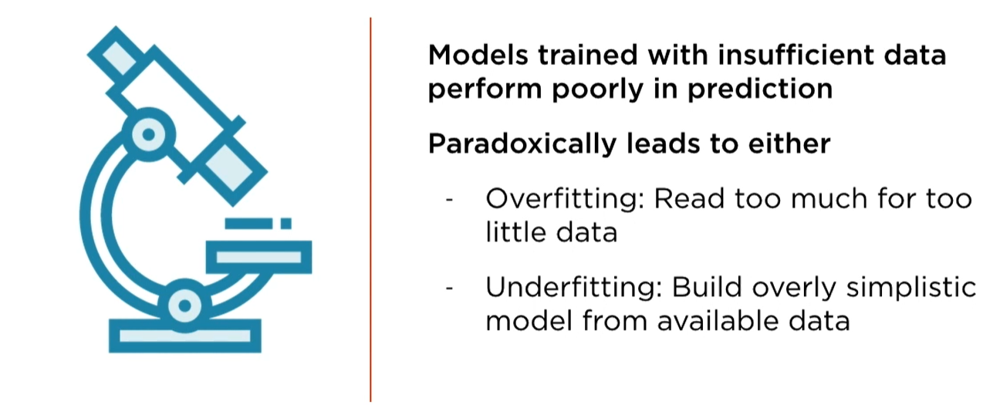 Models trained with insufficient data
perform poorly in prediction
Paradoxically leads to either
- Overfitting: Read too much for too
little data
- Underfitting: Build overly simplistic
model from available data